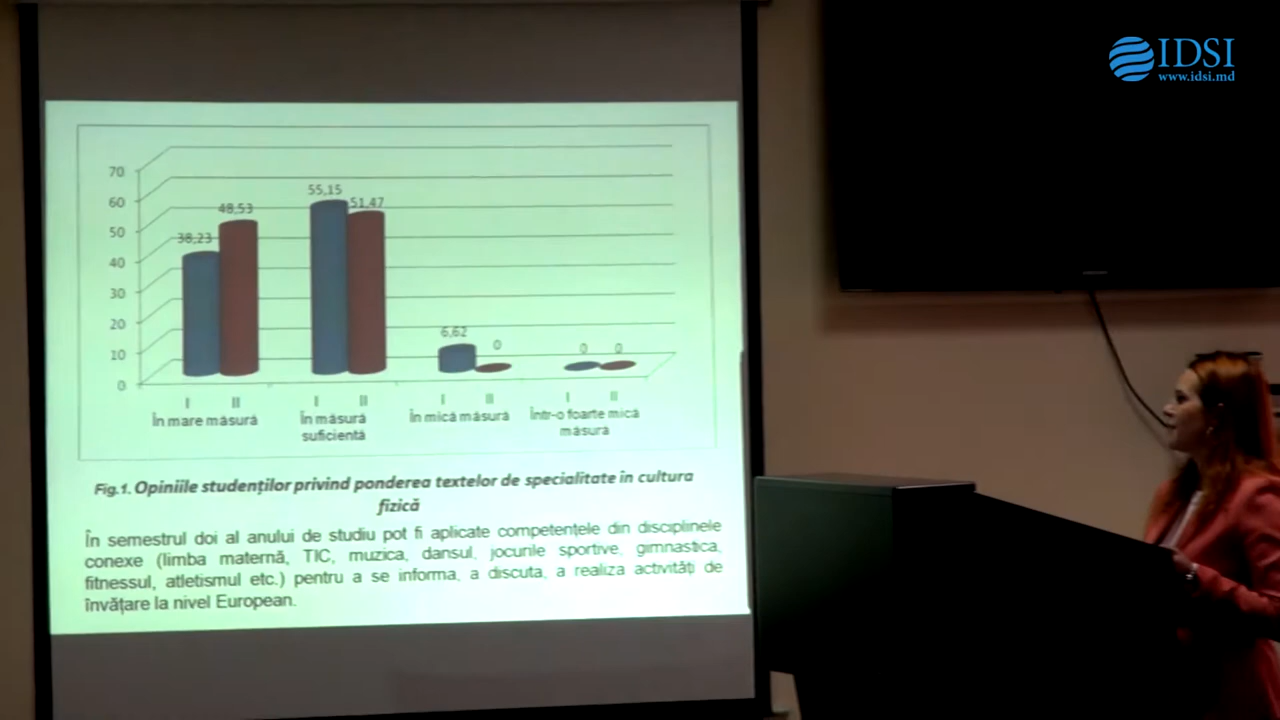 IDSI
www.idsi.md
70
60
50
40
30
20
10
0
38,23
48,53
55,15
51,47
6,62
0
0
0
I II I II I II I II
În mare măsură
În măsură
suficientă
În mică măsură
Într-o foarte mică
măsură
Fig.1. Opiniile studenților privind ponderea textelor de specialitate în cultura
fizică
În semestrul doi al anului de studiu pot fi aplicate competențele din disciplinele
conexe (limba maternă, TIC, muzica, dansul, jocurile sportive, gimnastica,
fitnessul, atletismul etc.) pentru a se informa, a discuta, a realiza activități de
învățare la nivel European.